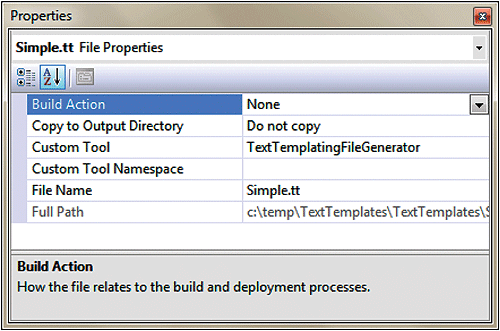 Properties
Simple.tt File Properties
Build Action None
Copy to Output Directory Do not copy
Custom Tool TextTemplatingFileGenerator
Custom Tool Namespace
File Name Simple.tt
Full Path c:\temp\TextTemplates\TextTemplates\S
Build Action
How the file relates to the build and deployment processes.